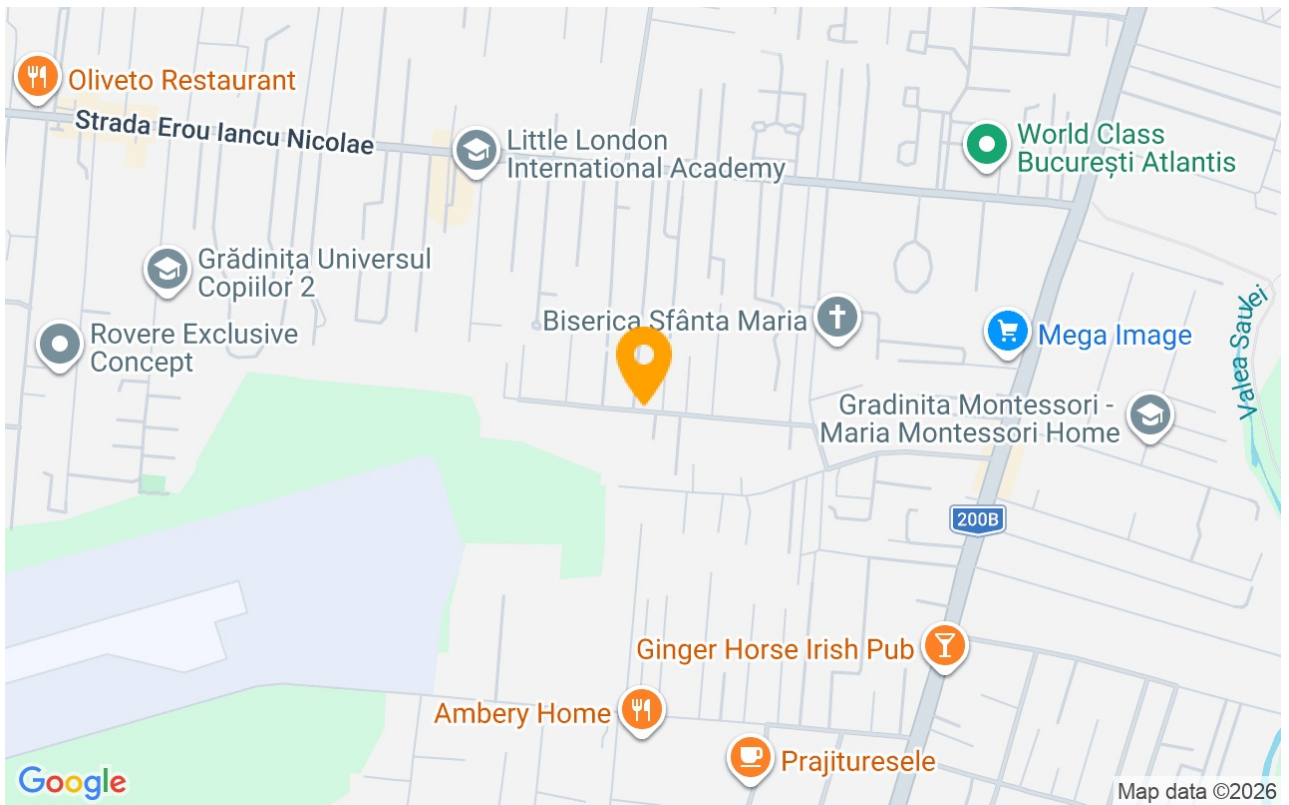 Oliveto Restaurant
Strada Erou Iancu Nicolae
Little London
International Academy
World Class
București Atlantis
Grădinița Universul
Copiilor 2
Rovere Exclusive
Concept
Biserica Sfânta Maria
Mega Image
Valea Saulei
Gradinita Montessori -
Maria Montessori Home
200B
Ginger Horse Irish Pub
Ambery Home
Prajituresele
Google
Map data ©2026